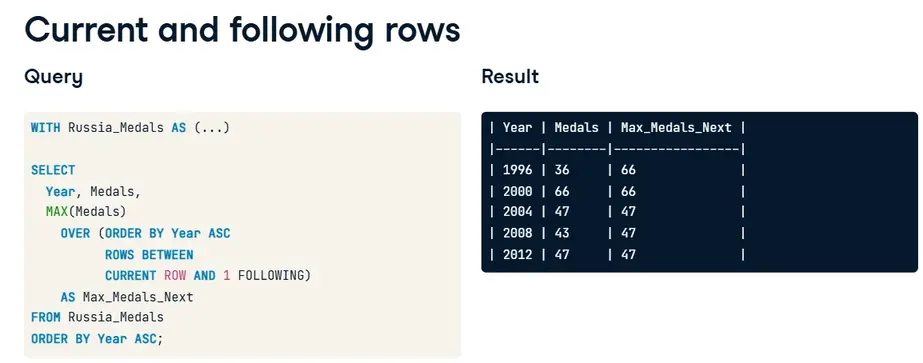 Current and following rows
Query
WITH Russia_Medals AS (...)
SELECT
Year, Medals,
MAX(Medals)
OVER (ORDER BY Year ASC
ROWS BETWEEN
CURRENT ROW AND 1 FOLLOWING)
AS Max_Medals_Next
FROM Russia_Medals
ORDER BY Year ASC;
Result
| Year | Medals | Max_Medals_Next |
|------|--------|-----------------|
| 1996 | 36 | 66 |
| 2000 | 66 | 66 |
| 2004 | 47 | 47 |
| 2008 | 43 | 47 |
| 2012 | 47 | 47 |